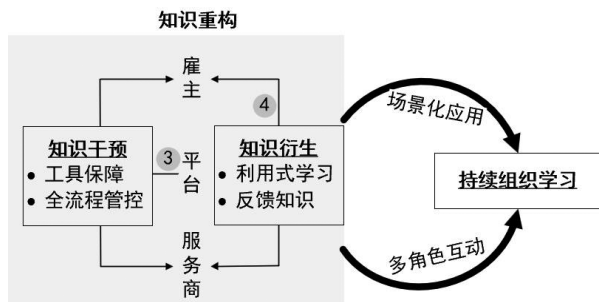 知识重构
雇主
④
场景化应用
知识干预
• 工具保障
• 全流程管控
③
平台
知识衍生
• 利用式学习
• 反馈知识
持续组织学习
服务商
多角色互动